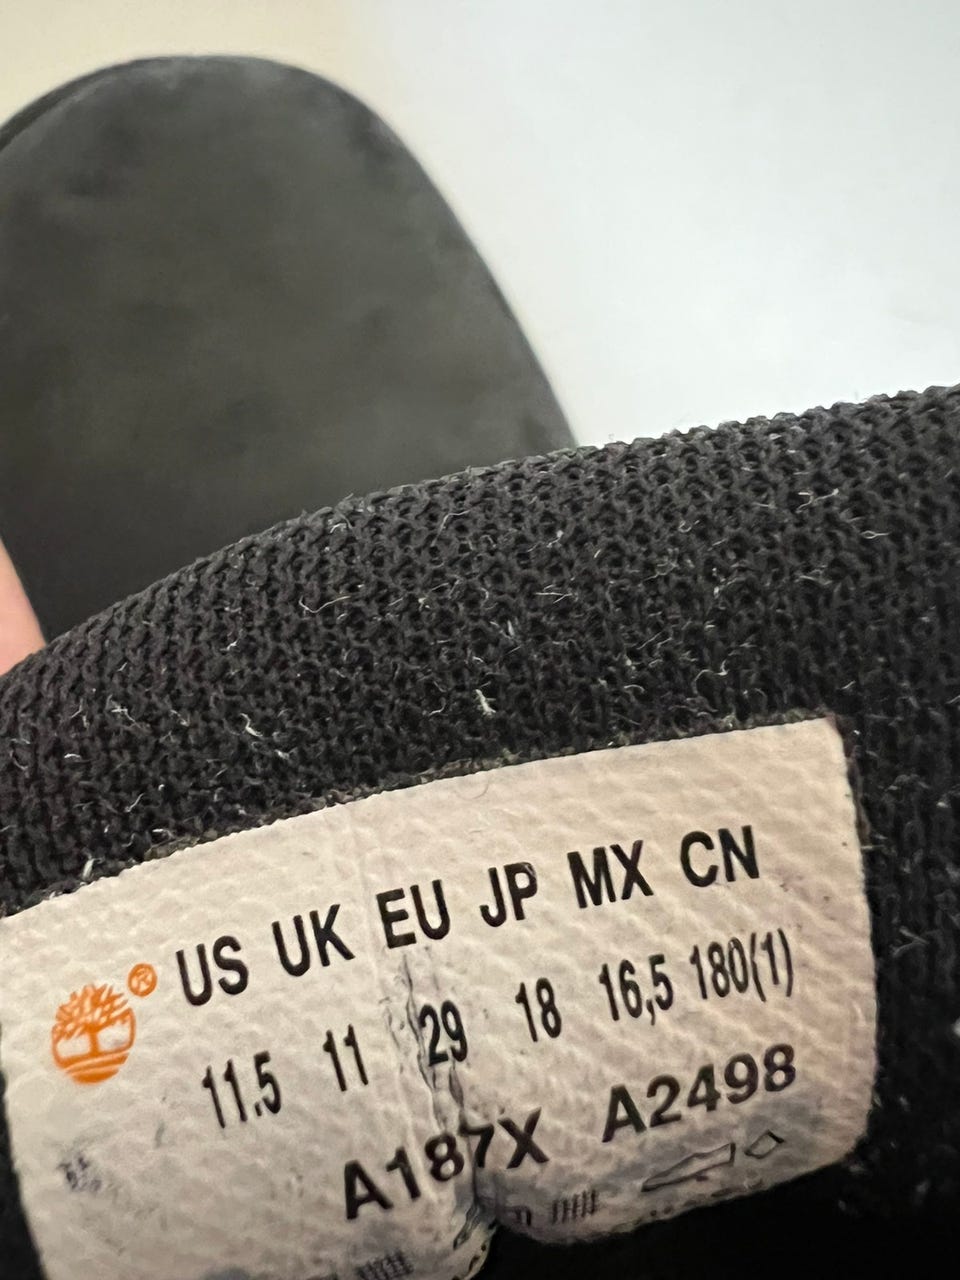 US UK EU JP MX CN
®
11.5 11 29 18 16,5 180(1)
A187X A2498